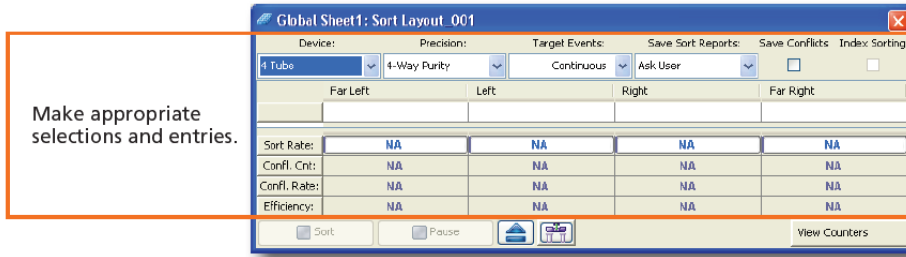 Global Sheet1: Sort Layout_001
Device: Precision: Target Events: Save Sort Reports: Save Conflicts Index Sorting
4 Tube 4-Way Purity Continuous Ask User
Far Left Left Right Far Right
Make appropriate
selections and entries.
Sort Rate: NA NA NA NA
Confl. Cnt: NA NA NA NA
Confl. Rate: NA NA NA NA
Efficiency: NA NA NA NA
Sort Pause View Counters